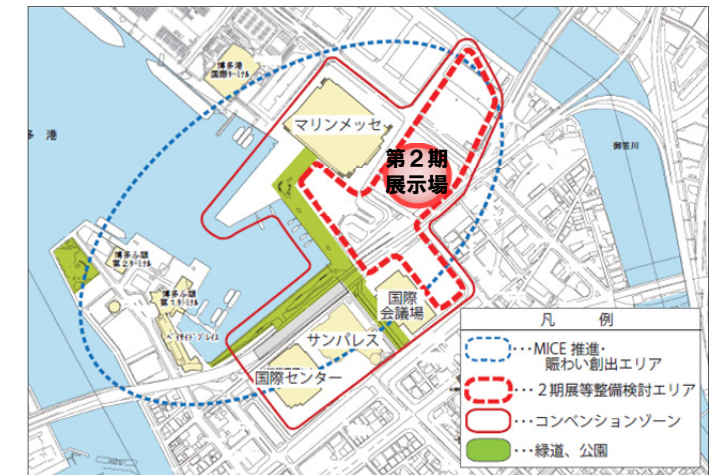 博多港
国際ターミナル
多 港
マリンメッセ
第2期
展示場
御笠川
博多ふ頭
第2ターミナル
博多ふ頭
第1ターミナル
ベイサイドプレイス
国際
会議場
サンパレス
国際センター
凡 例
･･･MICE 推進・
賑わい創出エリア
･･･2期展等整備検討エリア
･･･コンベンションゾーン
･･･緑道、公園